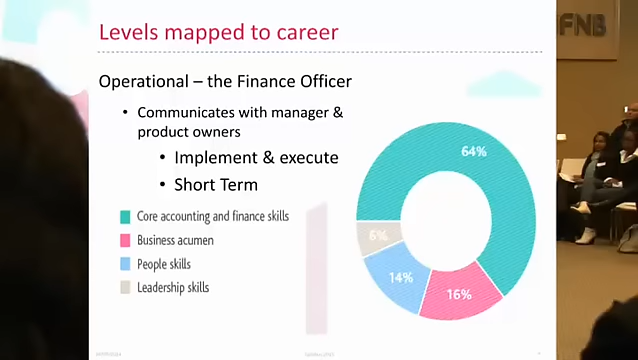 Levels mapped to career
FNB
Operational – the Finance Officer
• Communicates with manager &
product owners
• Implement & execute
• Short Term
Core accounting and finance skills
Business acumen
People skills
Leadership skills
64%
6%
14%
16%